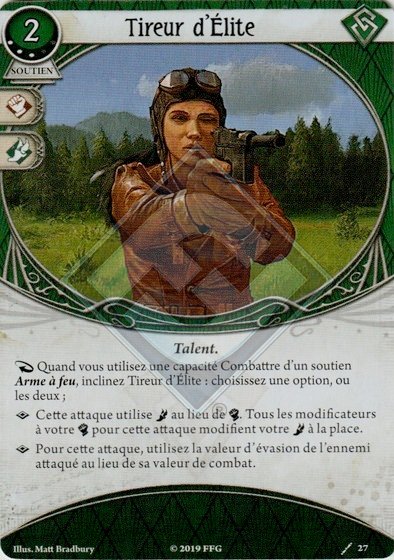 2
Tireur d'Élite
SOUTIEN
Talent.
Quand vous utilisez une capacité Combattre d'un soutien
Arme à feu, inclinez Tireur d'Élite : choisissez une option, ou
les deux ;
Cette attaque utilise au lieu de . Tous les modificateurs
à votre pour cette attaque modifient votre à la place.
Pour cette attaque, utilisez la valeur d'évasion de l'ennemi
attaqué au lieu de sa valeur de combat.
Illus. Matt Bradbury
© 2019 FFG
27